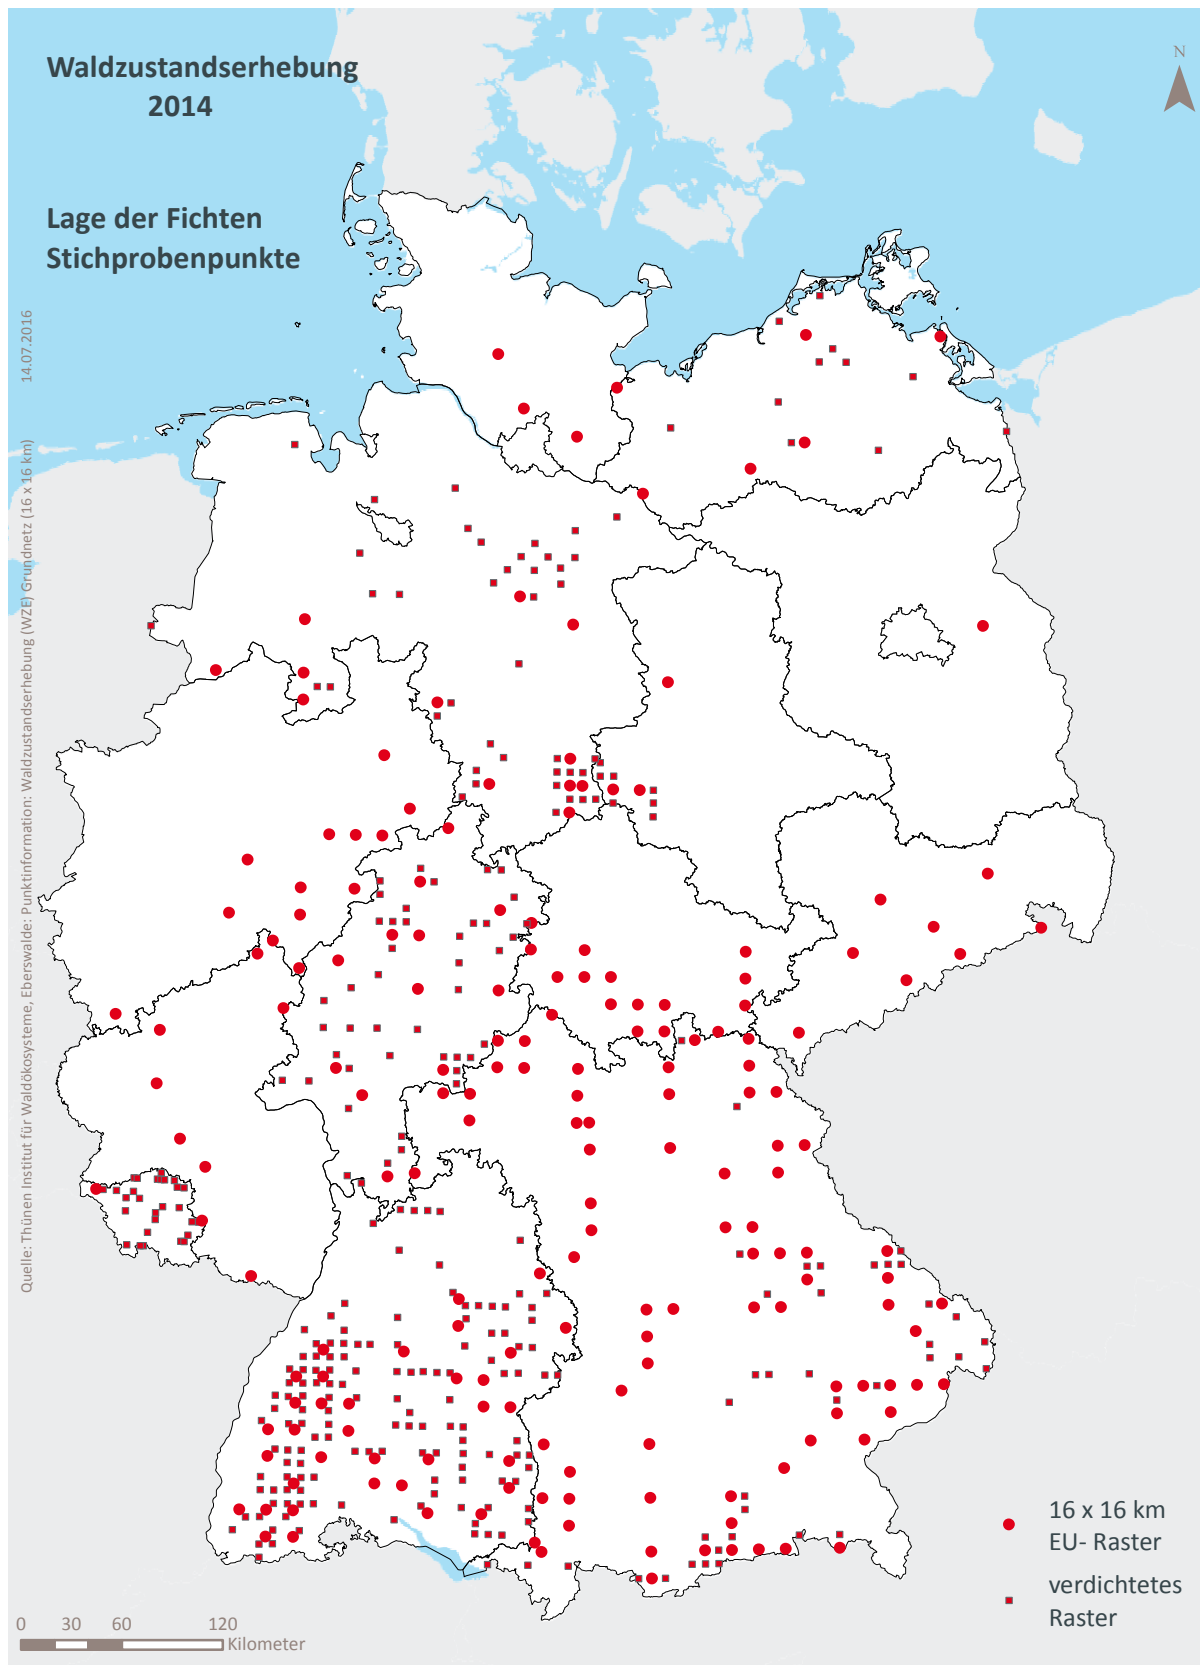 Waldzustandserhebung
2014
Lage der Fichten
Stichprobenpunkte
N
Quelle: Thünen Institut für Waldökosysteme, Eberswalde: Punktinformation: Waldzustandserhebung (WZE) Grundnetz (16 x 16 km) 14.07.2016
16 x 16 km
EU- Raster
verdichtetes
Raster
0 30 60 120
Kilometer